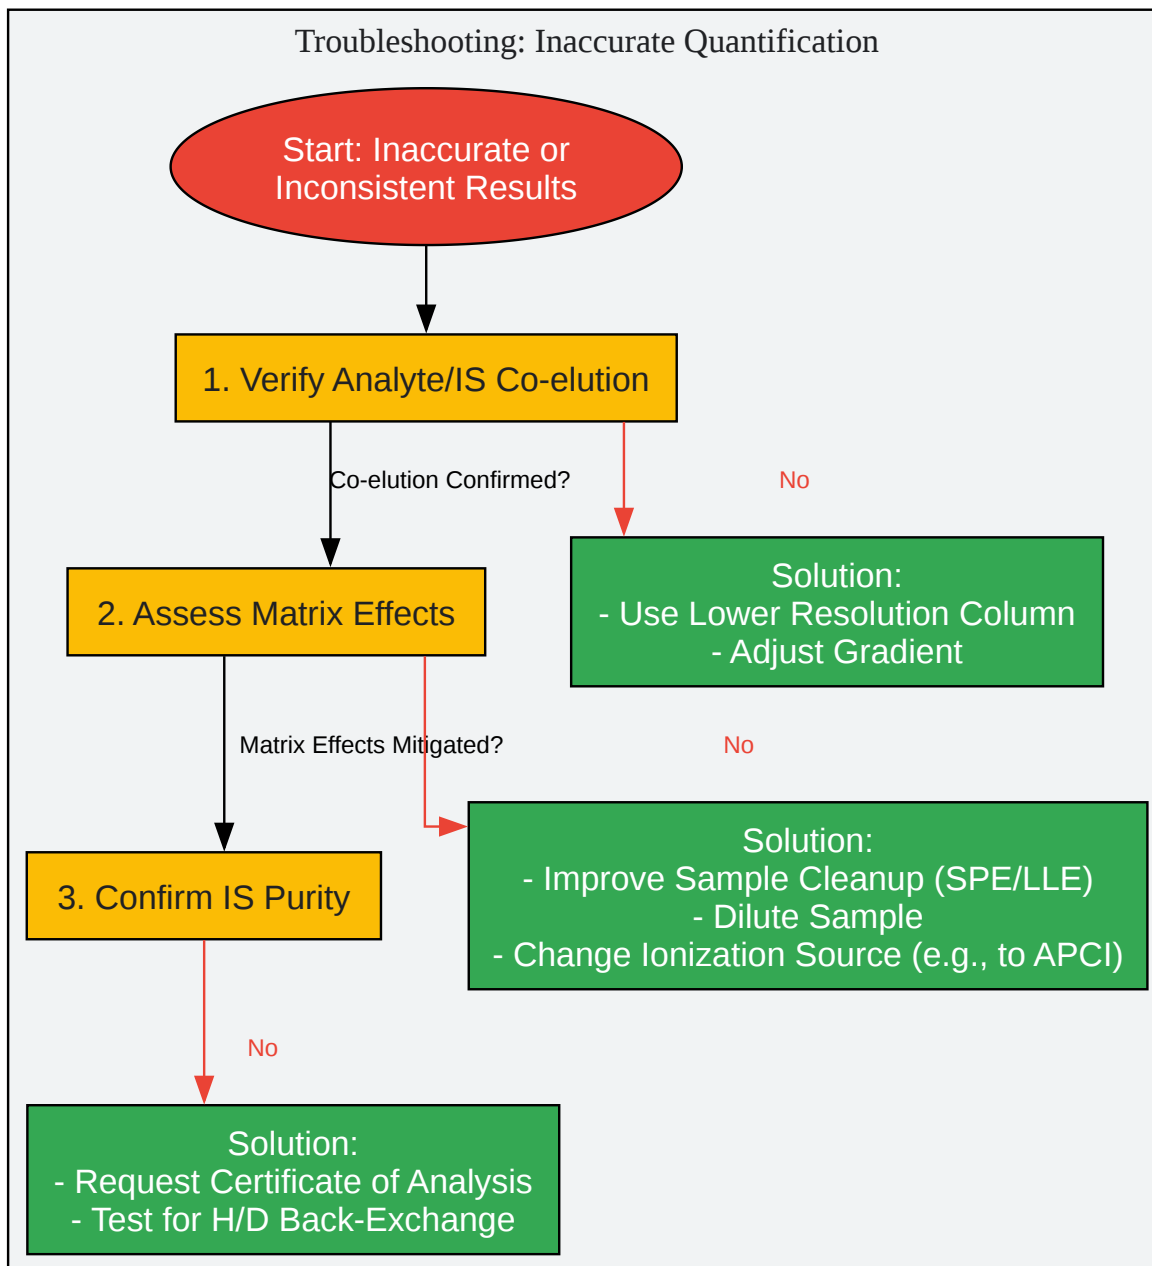 Troubleshooting: Inaccurate Quantification
Start: Inaccurate or
Inconsistent Results
1. Verify Analyte/IS Co-elution
Co-elution Confirmed?
No
2. Assess Matrix Effects
Solution:
- Use Lower Resolution Column
- Adjust Gradient
Matrix Effects Mitigated?
No
3. Confirm IS Purity
Solution:
- Improve Sample Cleanup (SPE/LLE)
- Dilute Sample
- Change Ionization Source (e.g., to APCI)
No
Solution:
- Request Certificate of Analysis
- Test for H/D Back-Exchange